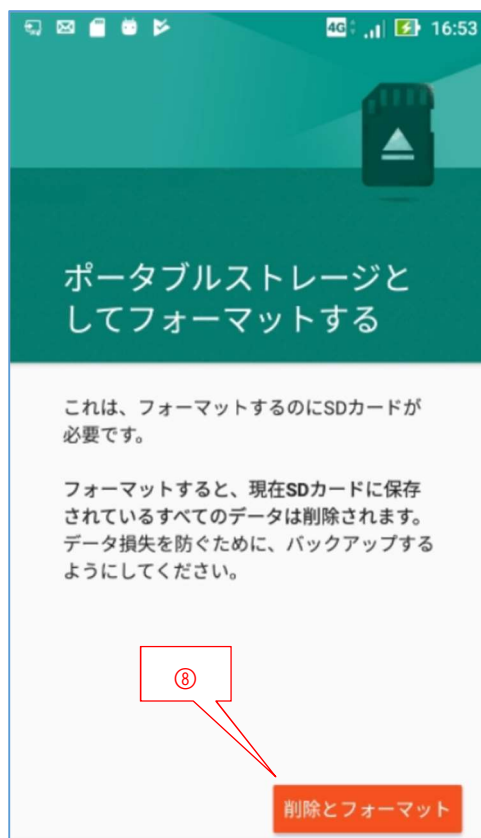 4G 16:53
ポータブルストレージと
してフォーマットする
これは、フォーマットするのにSDカードが
必要です。
フォーマットすると、現在SDカードに保存
されているすべてのデータは削除されます。
データ損失を防ぐために、バックアップする
ようにしてください。
⑧
削除とフォーマット